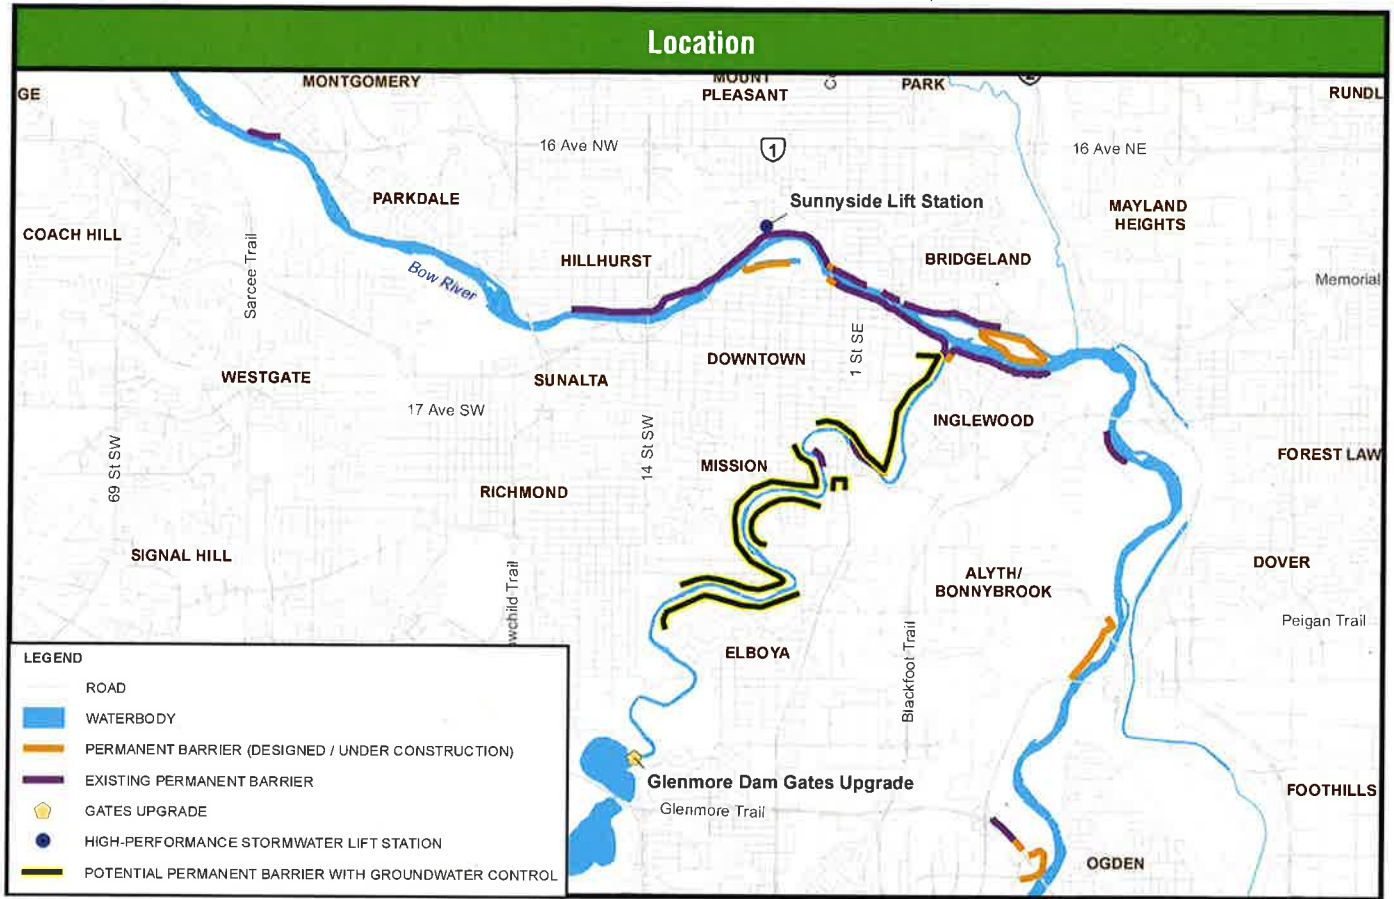 Location
GE
MONTGOMERY
MOUNT
PLEASANT
PARK
RUNDL
16 Ave NW
1
16 Ave NE
PARKDALE
Sunnyside Lift Station
MAYLAND
HEIGHTS
COACH HILL
Sarcee Trail
Bow River
HILLHURST
BRIDGELAND
Memorial
DOWNTOWN
1 St SE
WESTGATE
SUNALTA
17 Ave SW
14 St SW
INGLEWOOD
69 St SW
MISSION
FOREST LAW
RICHMOND
SIGNAL HILL
ALYTH/
BONNYBROOK
DOVER
wchild Trail
Peigan Trail
ELBOYA
Blackfoot Trail
LEGEND
ROAD
WATERBODY
PERMANENT BARRIER (DESIGNED / UNDER CONSTRUCTION)
EXISTING PERMANENT BARRIER
GATES UPGRADE
HIGH-PERFORMANCE STORMWATER LIFT STATION
POTENTIAL PERMANENT BARRIER WITH GROUNDWATER CONTROL
Glenmore Dam Gates Upgrade
Glenmore Trail
FOOTHILLS
OGDEN